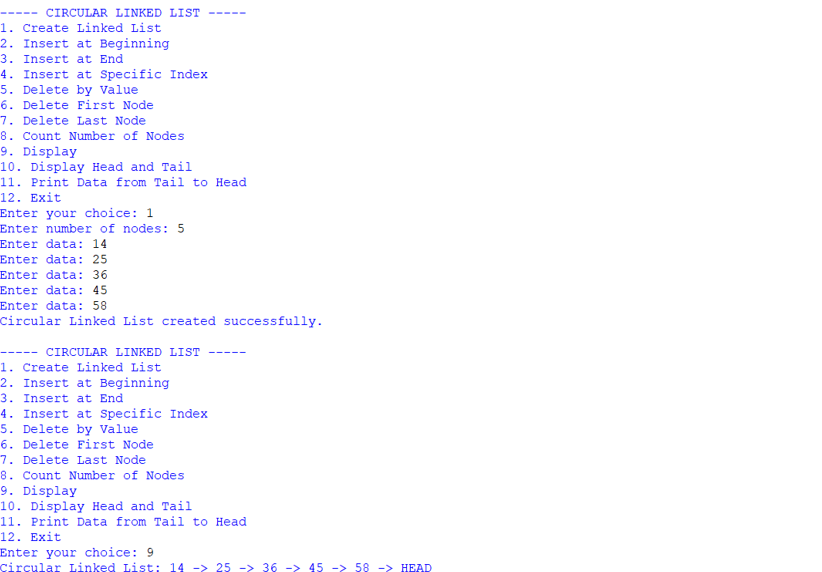 ----- CIRCULAR LINKED LIST -----
1. Create Linked List
2. Insert at Beginning
3. Insert at End
4. Insert at Specific Index
5. Delete by Value
6. Delete First Node
7. Delete Last Node
8. Count Number of Nodes
9. Display
10. Display Head and Tail
11. Print Data from Tail to Head
12. Exit
Enter your choice: 1
Enter number of nodes: 5
Enter data: 14
Enter data: 25
Enter data: 36
Enter data: 45
Enter data: 58
Circular Linked List created successfully.

----- CIRCULAR LINKED LIST -----
1. Create Linked List
2. Insert at Beginning
3. Insert at End
4. Insert at Specific Index
5. Delete by Value
6. Delete First Node
7. Delete Last Node
8. Count Number of Nodes
9. Display
10. Display Head and Tail
11. Print Data from Tail to Head
12. Exit
Enter your choice: 9
Circular Linked List: 14 -> 25 -> 36 -> 45 -> 58 -> HEAD